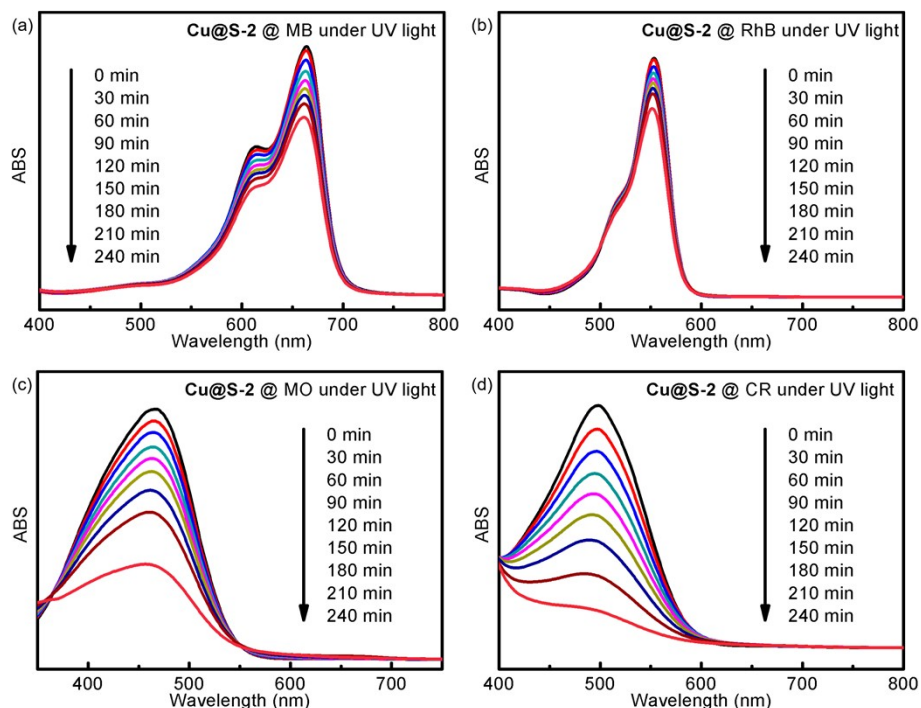 (a)
Cu@S-2 @ MB under UV light
0 min
30 min
60 min
90 min
120 min
150 min
180 min
210 min
240 min
ABS
400 500 600 700 800
Wavelength (nm)
(b)
Cu@S-2 @ RhB under UV light
0 min
30 min
60 min
90 min
120 min
150 min
180 min
210 min
240 min
ABS
400 500 600 700 800
Wavelength (nm)
(c)
Cu@S-2 @ MO under UV light
0 min
30 min
60 min
90 min
120 min
150 min
180 min
210 min
240 min
ABS
400 500 600 700
Wavelength (nm)
(d)
Cu@S-2 @ CR under UV light
0 min
30 min
60 min
90 min
120 min
150 min
180 min
210 min
240 min
ABS
400 500 600 700 800
Wavelength (nm)